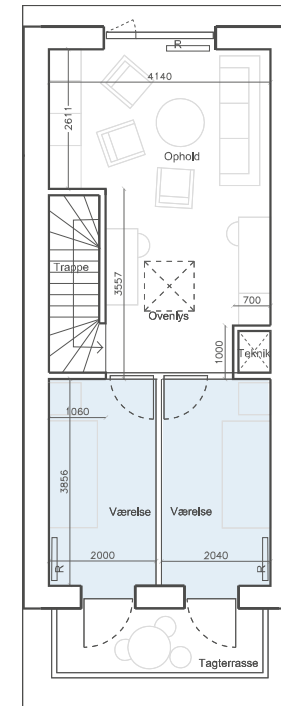 R
4140
2611
Ophold
Trappe
3557
700
Ovenlys
1000
Teknik
1060
3856
Værelse
Værelse
R
2000
2040
R
Tagterrasse